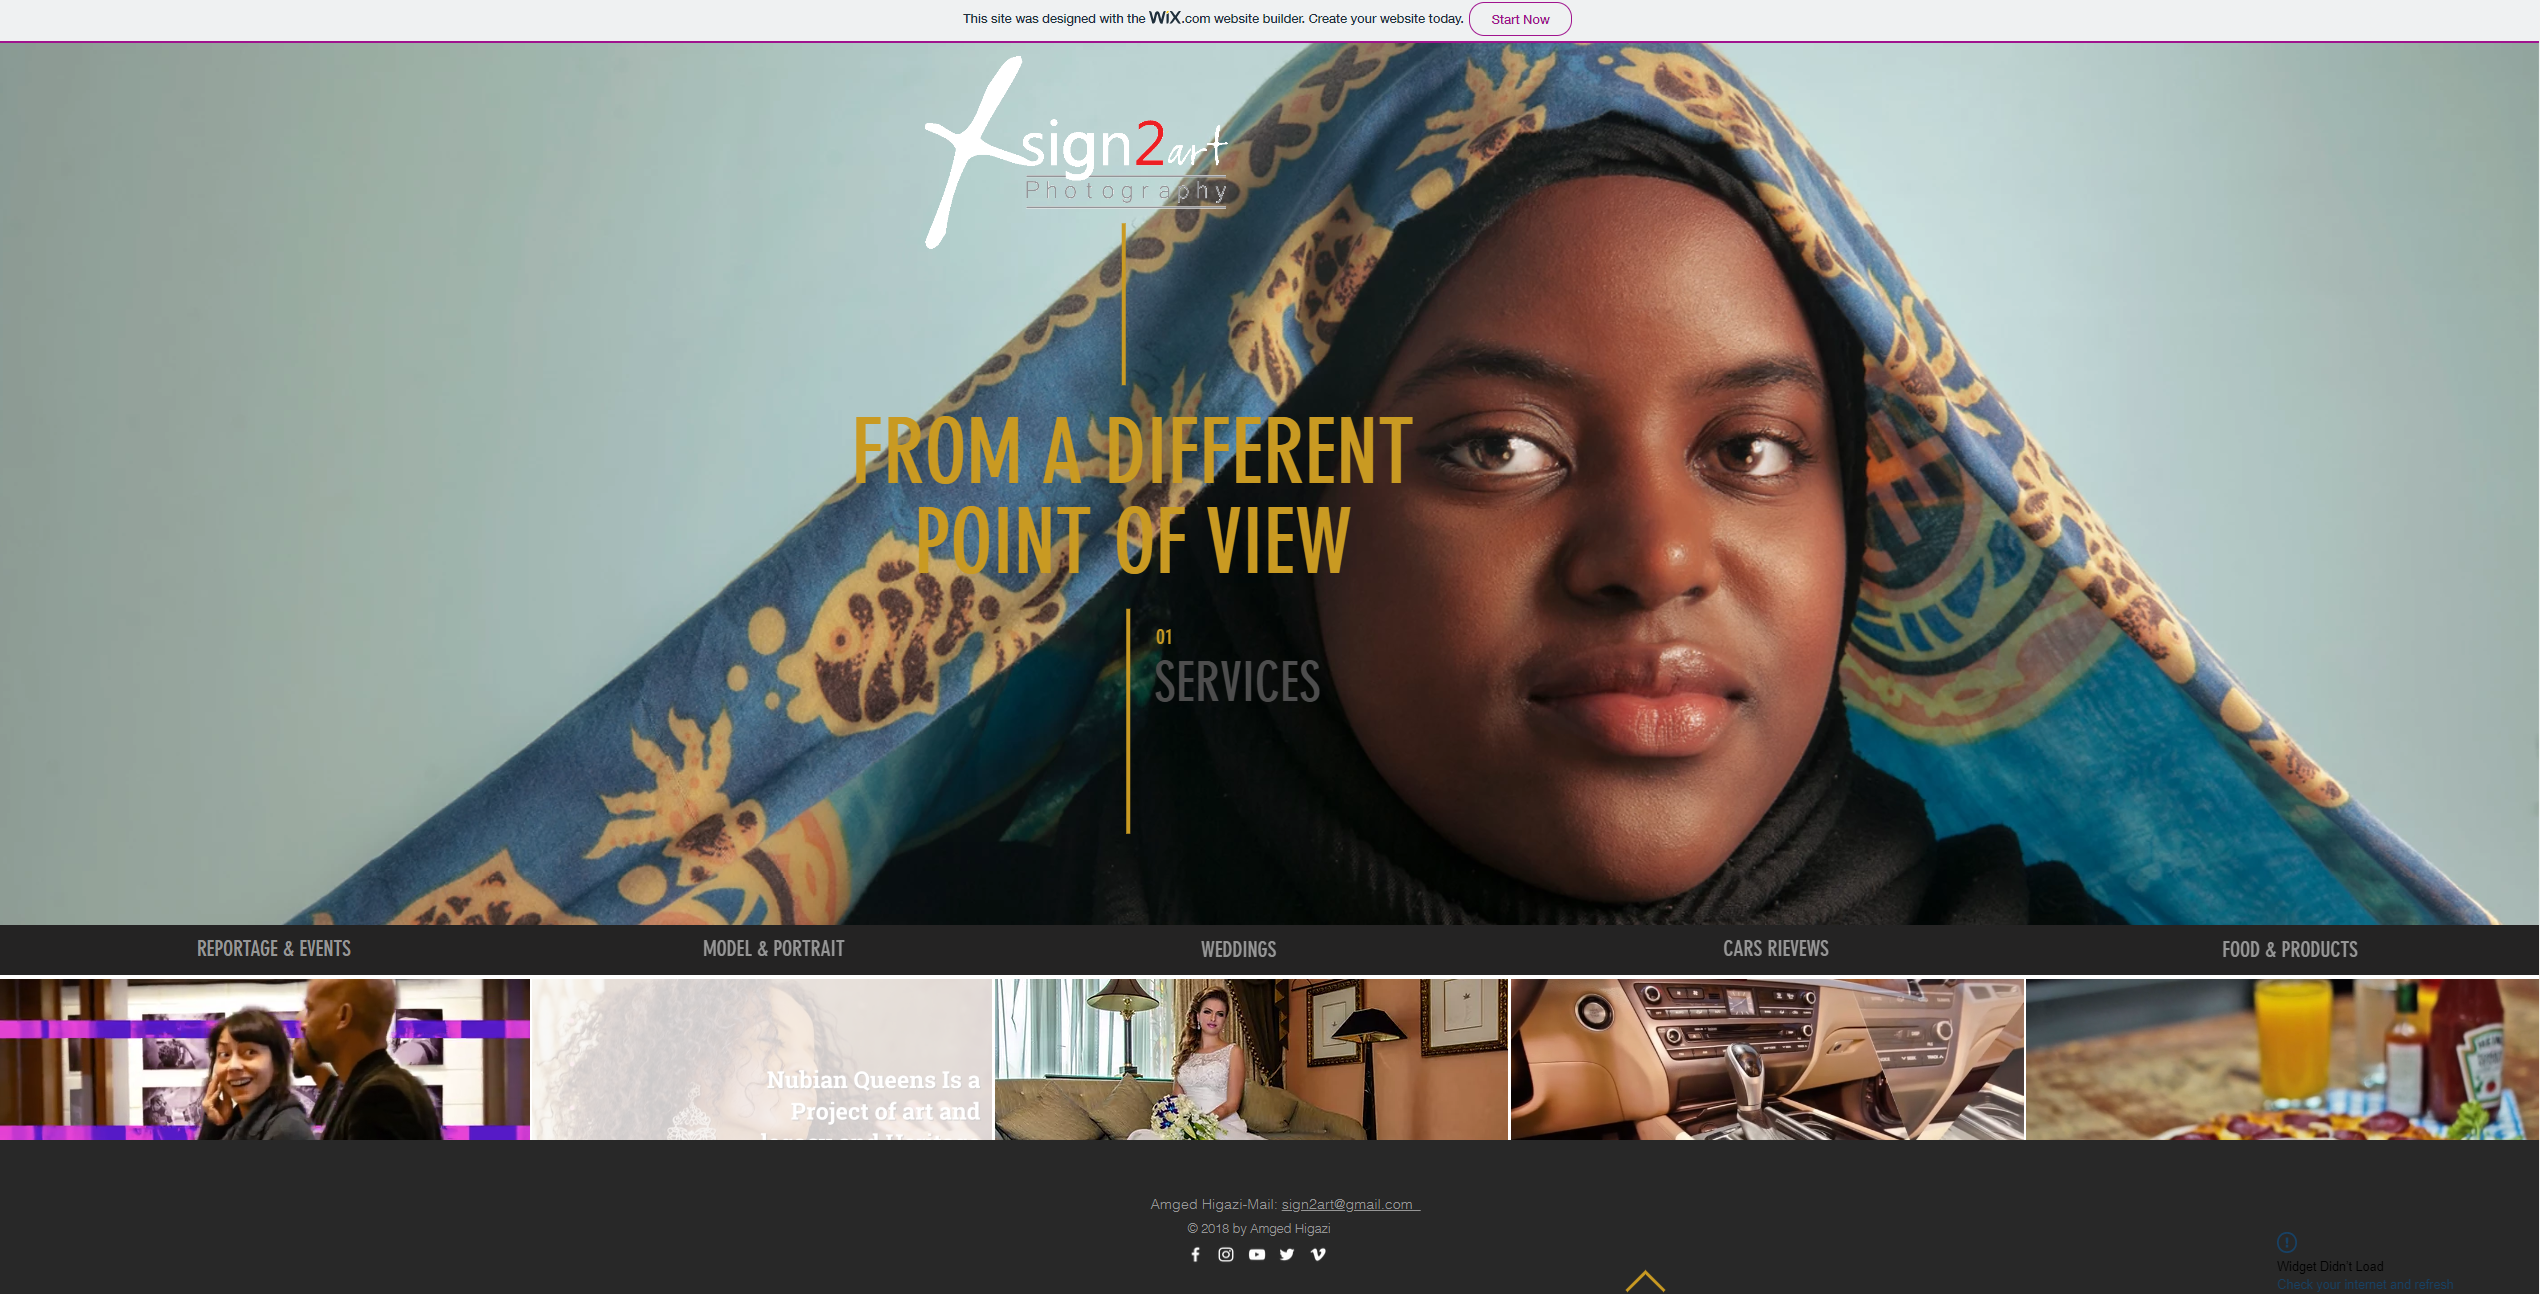 This site was designed with the WiX.com website builder. Create your website today.
Start Now
sign2art
Photography
FROM A DIFFERENT
POINT OF VIEW
01
SERVICES
REPORTAGE & EVENTS
MODEL & PORTRAIT
WEDDINGS
CARS RIEVEWS
FOOD & PRODUCTS
Nubian Queens Is a
Project of art and
HEINZ
Amged Higazi-Mail: sign2art@gmail.com
© 2018 by Amged Higazi
Widget Didn't Load
Check your internet and refresh